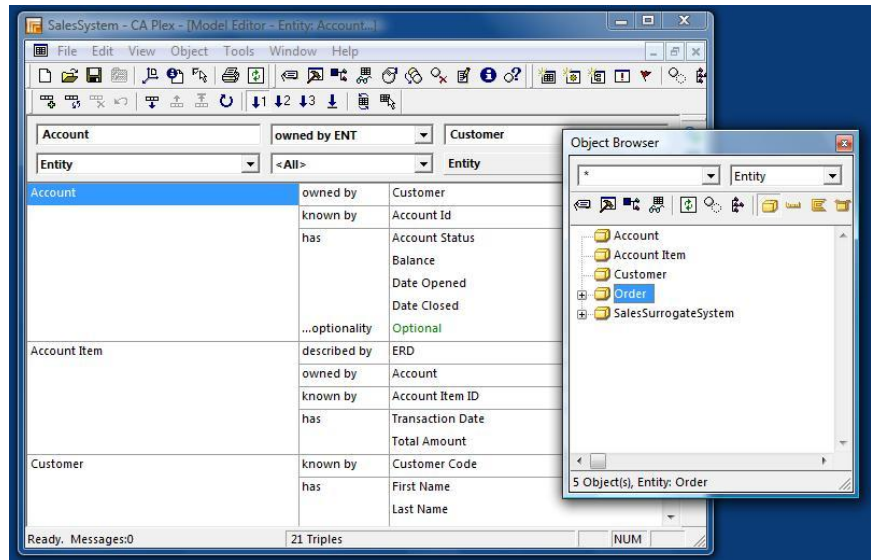 SalesSystem - CA Plex - [Model Editor - Entity: Account...]
File Edit View Object Tools Window Help
Account owned by ENT Customer
Entity <All> Entity
Account owned by Customer
known by Account Id
has Account Status
Balance
Date Opened
Date Closed
...optionality Optional
Account Item described by ERD
owned by Account
known by Account Item ID
has Transaction Date
Total Amount
Customer known by Customer Code
has First Name
Last Name
Ready. Messages:0 21 Triples NUM
Object Browser
* Entity
Account
Account Item
Customer
Order
SalesSurrogateSystem
5 Object(s), Entity: Order